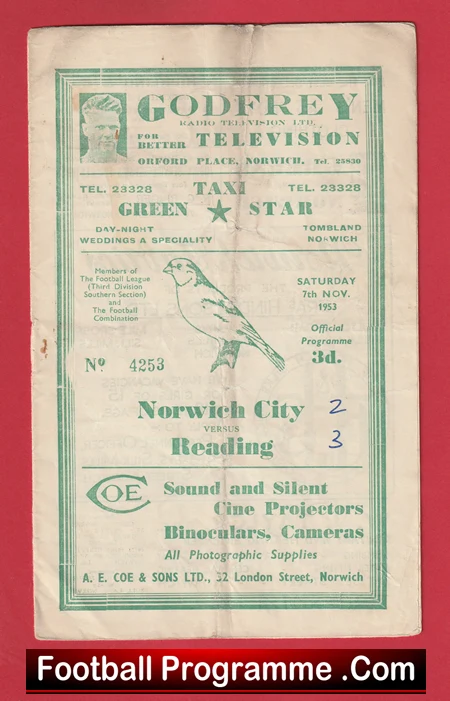 GODFREY
RADIO TELEVISION LTD.
FOR BETTER TELEVISION
ORFORD PLACE, NORWICH. Tel. 25830
TEL. 23328 TAXI TEL. 23328
GREEN ★ STAR
DAY-NIGHT
WEDDINGS A SPECIALITY
TOMBLAND
NORWICH
Members of
The Football League
(Third Division
Southern Section)
and
The Football
Combination
SATURDAY
7th NOV.
1953
Official
Programme
3d.
Nº 4253
Norwich City 2
VERSUS
Reading 3
COE
Sound and Silent
Cine Projectors
Binoculars, Cameras
All Photographic Supplies
A. E. COE & SONS LTD., 32 London Street, Norwich
Football Programme .Com